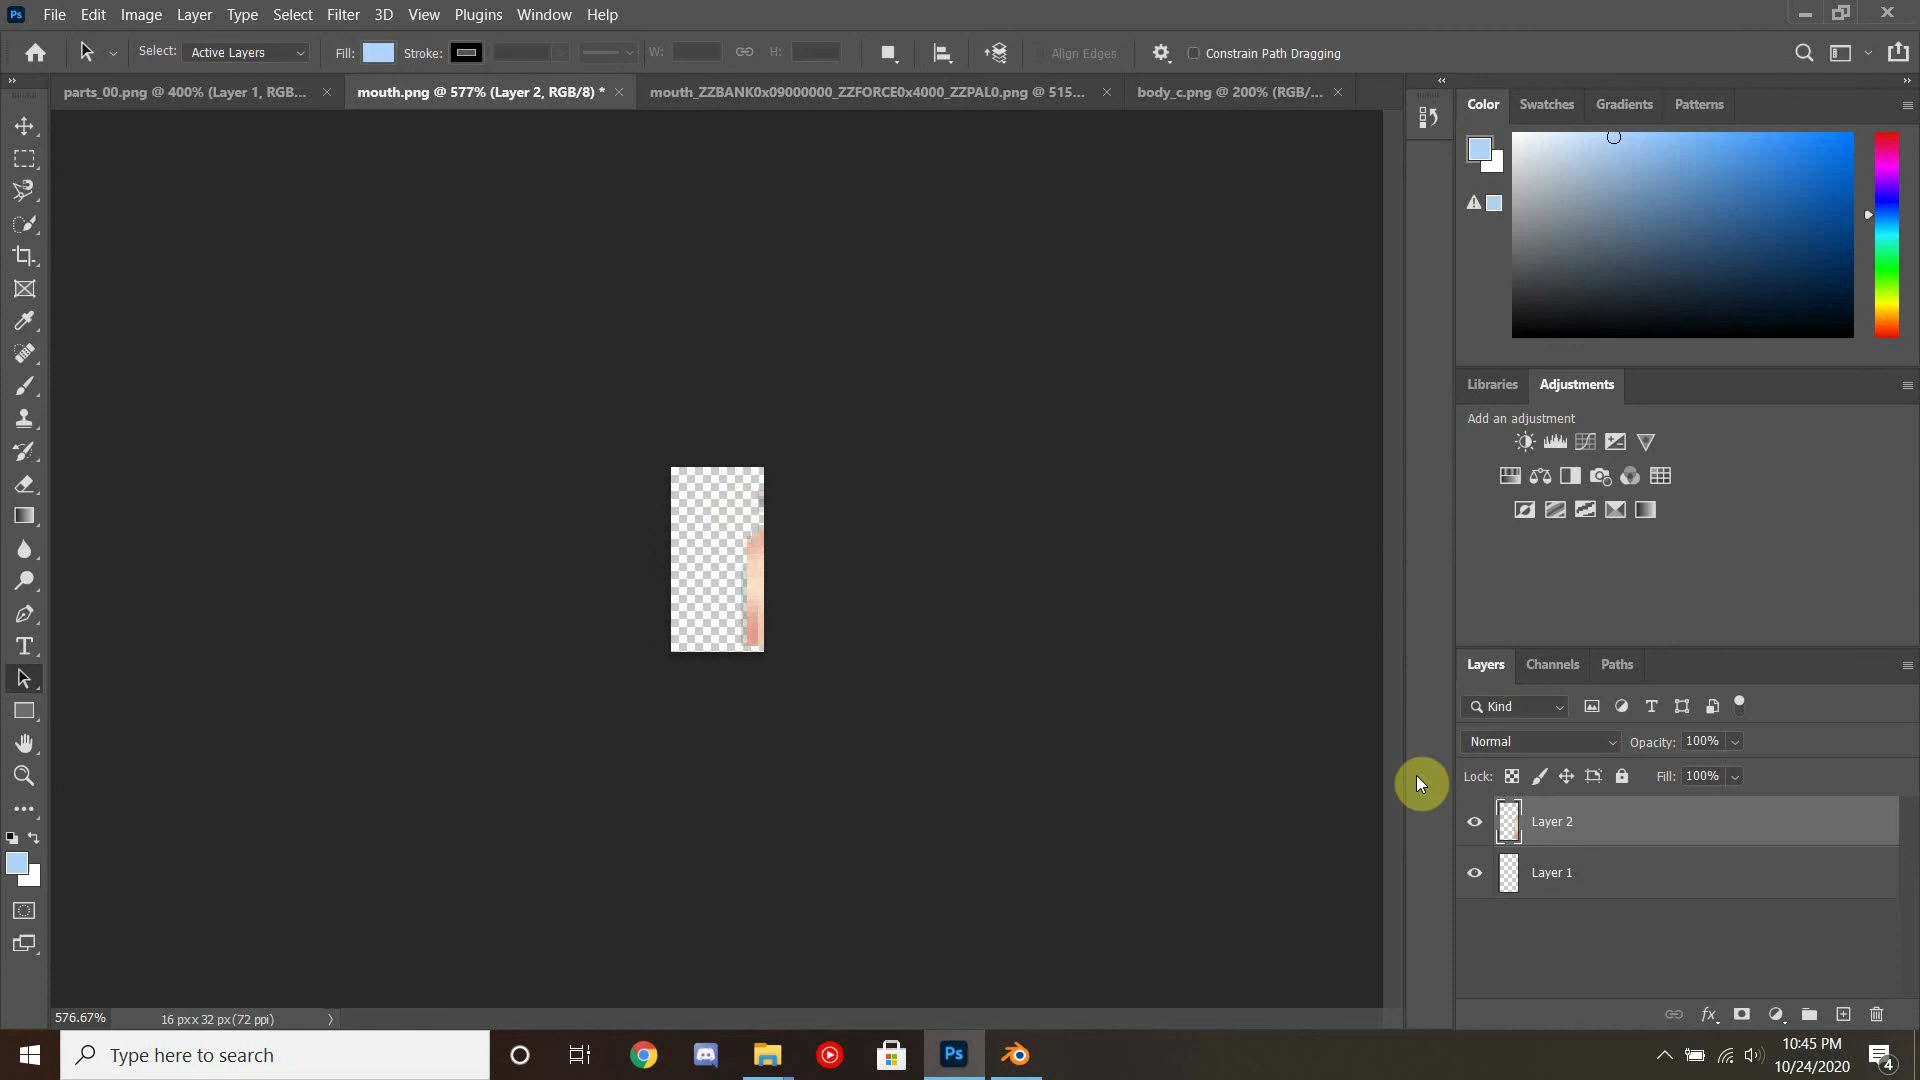 Ps File Edit Image Layer Type Select Filter 3D View Plugins Window Help
Select: Active Layers Fill: Stroke: W: H: Align Edges Constrain Path Dragging
parts_00.png @ 400% (Layer 1, RGB... mouth.png @ 577% (Layer 2, RGB/8) * mouth_ZZBANK0x09000000_ZZFORCE0x4000_ZZPAL0.png @ 515... body_c.png @ 200% (RGB/...
Color Swatches Gradients Patterns
Libraries Adjustments
Add an adjustment
Layers Channels Paths
Kind
Normal Opacity: 100%
Lock: Fill: 100%
Layer 2
Layer 1
576.67% 16 px x 32 px (72 ppi)
Type here to search
Ps
10:45 PM
10/24/2020
4